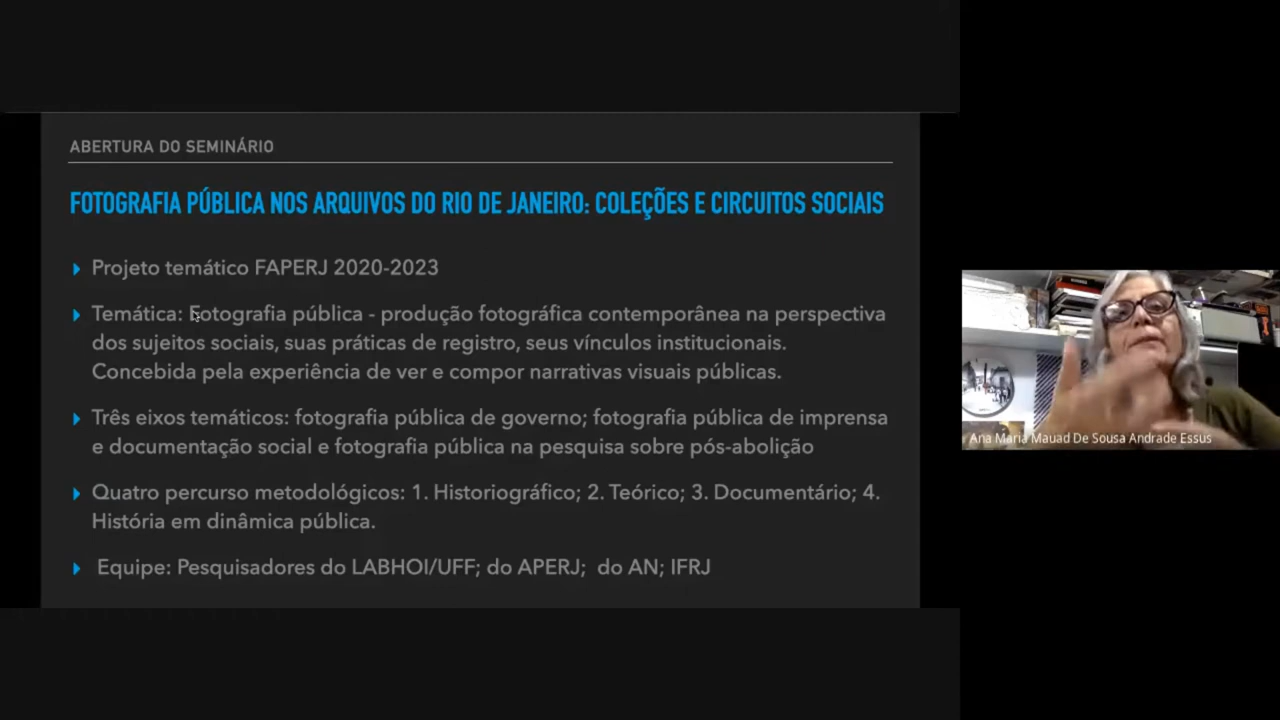 ABERTURA DO SEMINÁRIO
FOTOGRAFIA PÚBLICA NOS ARQUIVOS DO RIO DE JANEIRO: COLEÇÕES E CIRCUITOS SOCIAIS
Projeto temático FAPERJ 2020-2023
Temática: Fotografia pública - produção fotográfica contemporânea na perspectiva
dos sujeitos sociais, suas práticas de registro, seus vínculos institucionais.
Concebida pela experiência de ver e compor narrativas visuais públicas.
Três eixos temáticos: fotografia pública de governo; fotografia pública de imprensa
e documentação social e fotografia pública na pesquisa sobre pós-abolição
Quatro percurso metodológicos: 1. Historiográfico; 2. Teórico; 3. Documentário; 4.
História em dinâmica pública.
Equipe: Pesquisadores do LABHOI/UFF; do APERJ; do AN; IFRJ
Ana Maria Mauad De Sousa Andrade Essus